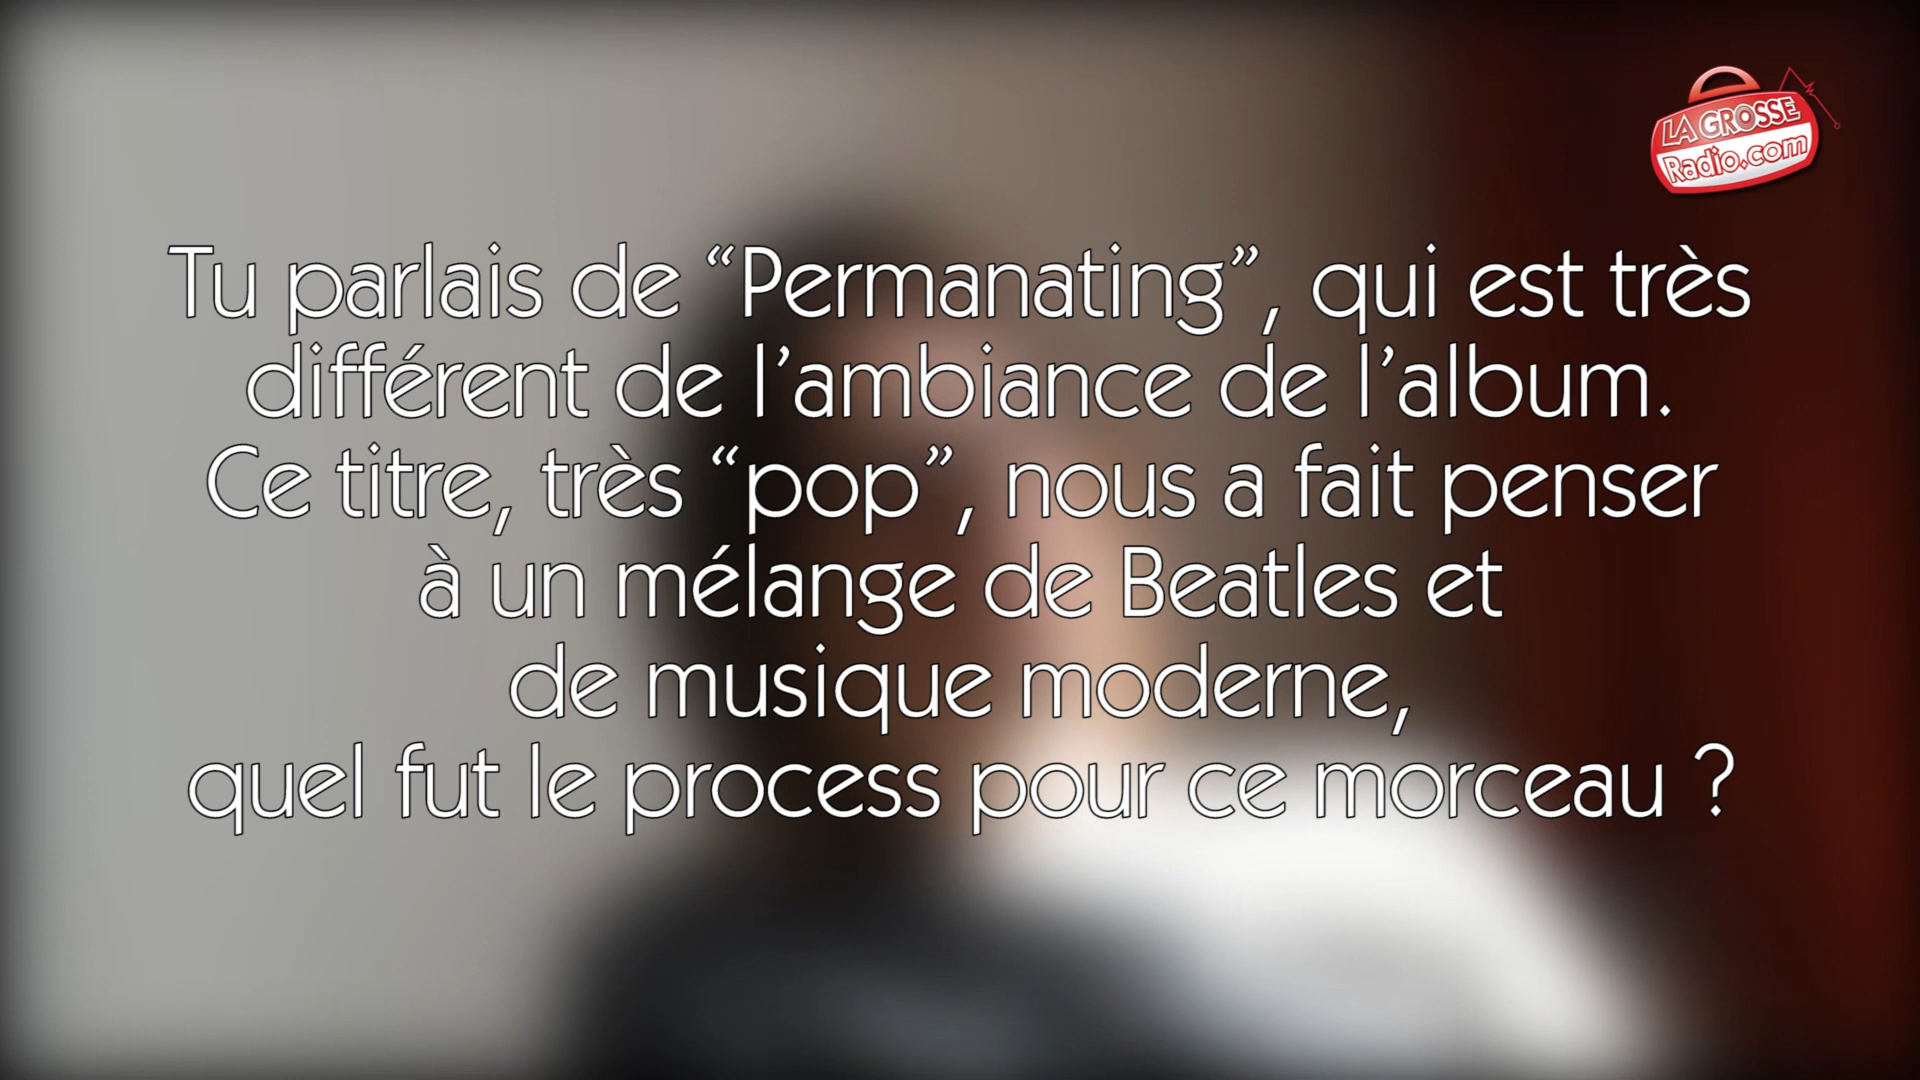 LA GROSSE
Radio.com
Tu parlais de “Permanating”, qui est très
différent de l’ambiance de l’album.
Ce titre, très “pop”, nous a fait penser
à un mélange de Beatles et
de musique moderne,
quel fut le process pour ce morceau ?